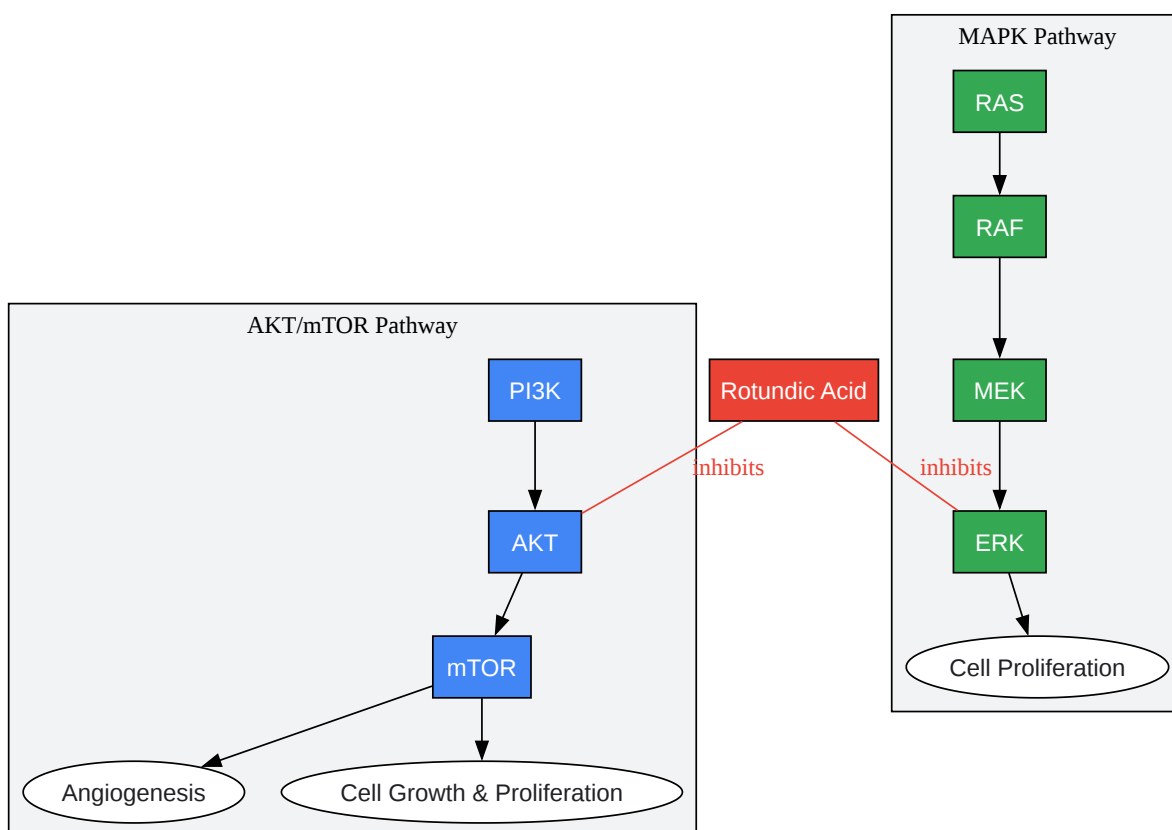 MAPK Pathway
RAS
RAF
AKT/mTOR Pathway
PI3K
Rotundic Acid
MEK
inhibits
inhibits
AKT
ERK
mTOR
Cell Proliferation
Angiogenesis
Cell Growth & Proliferation